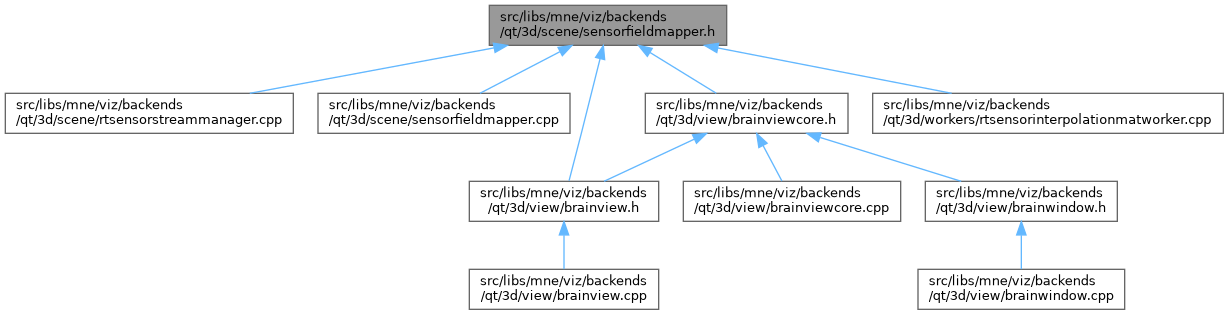 src/libs/mne/viz/backends
/qt/3d/scene/sensorfieldmapper.h
src/libs/mne/viz/backends
/qt/3d/scene/rtsensorstreammanager.cpp
src/libs/mne/viz/backends
/qt/3d/scene/sensorfieldmapper.cpp
src/libs/mne/viz/backends
/qt/3d/view/brainviewcore.h
src/libs/mne/viz/backends
/qt/3d/workers/rtsensorinterpolationmatworker.cpp
src/libs/mne/viz/backends
/qt/3d/view/brainview.h
src/libs/mne/viz/backends
/qt/3d/view/brainviewcore.cpp
src/libs/mne/viz/backends
/qt/3d/view/brainwindow.h
src/libs/mne/viz/backends
/qt/3d/view/brainview.cpp
src/libs/mne/viz/backends
/qt/3d/view/brainwindow.cpp